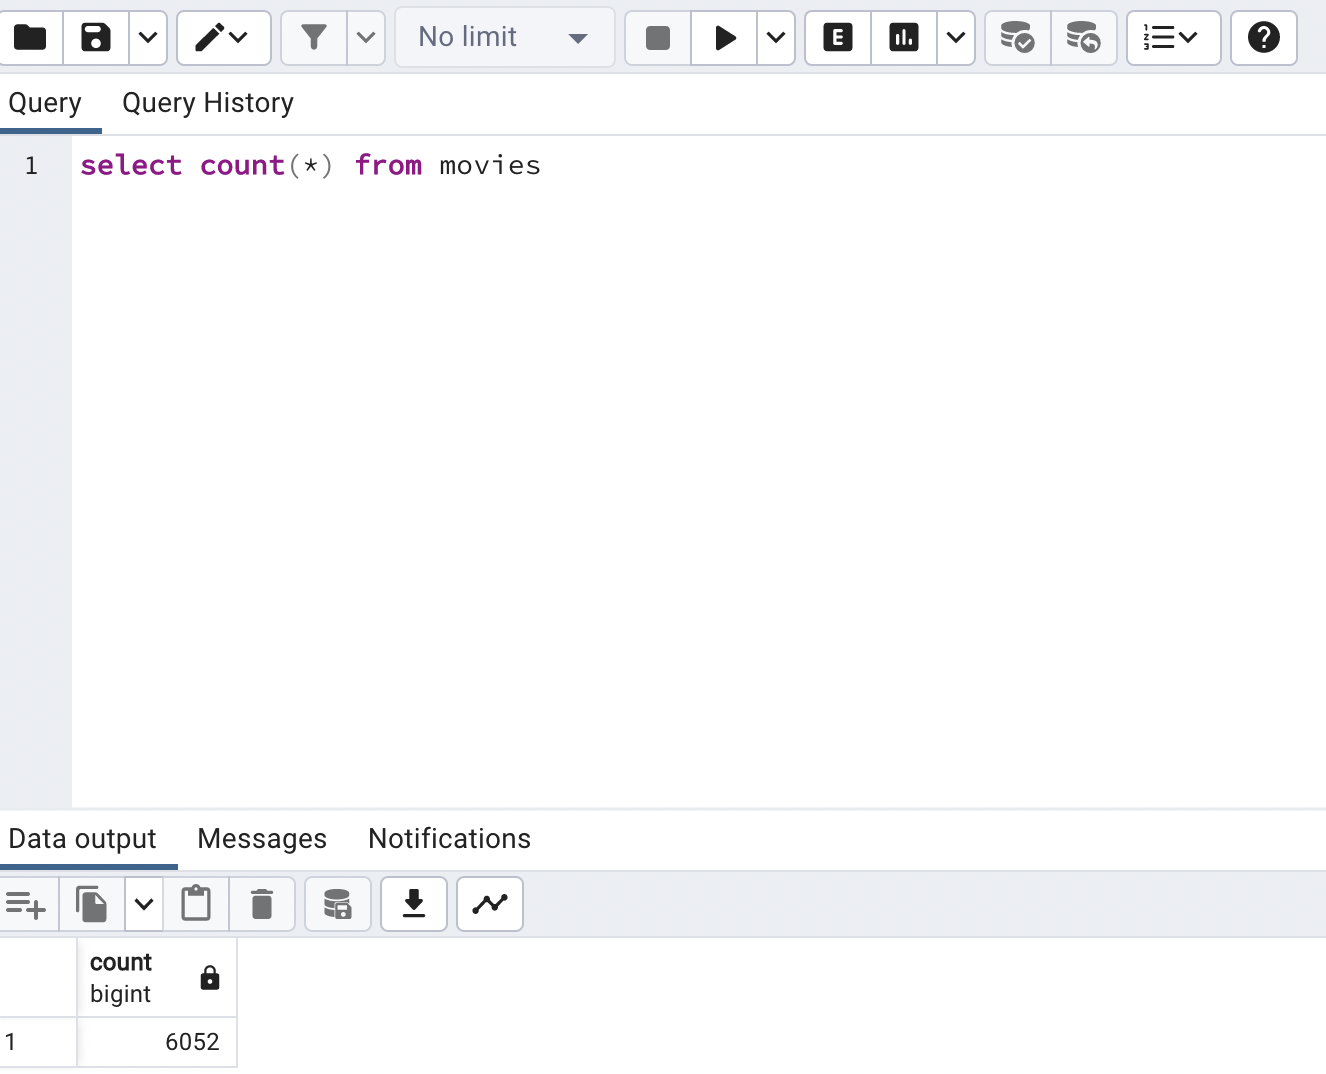 No limit
E
?
Query Query History
1 select count(*) from movies
Data output Messages Notifications
count
bigint
1 6052